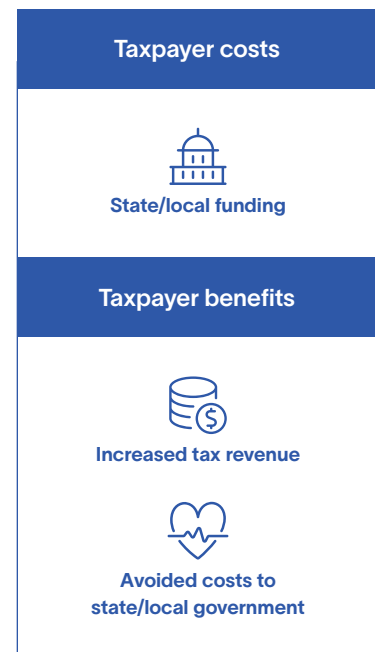 Taxpayer costs
State/local funding
Taxpayer benefits
$
Increased tax revenue
Avoided costs to
state/local government